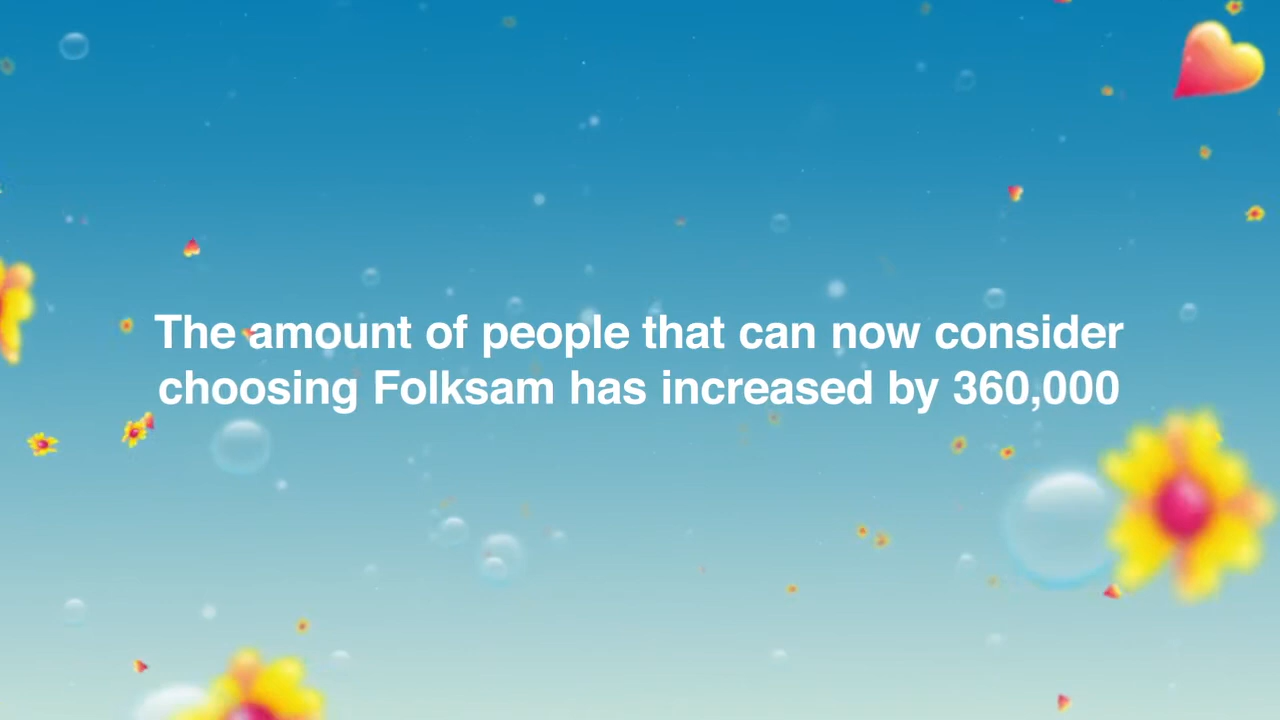 The amount of people that can now consider
choosing Folksam has increased by 360,000